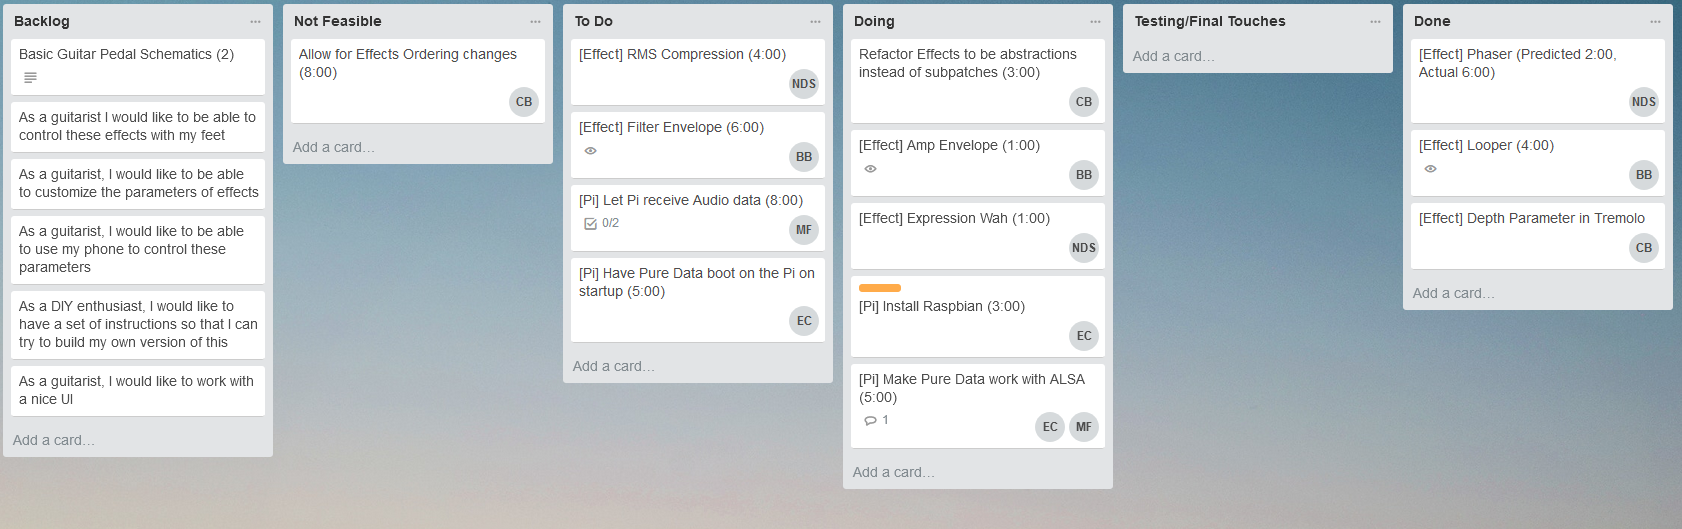 Backlog
Basic Guitar Pedal Schematics (2)
As a guitarist I would like to be able to
control these effects with my feet
As a guitarist, I would like to be able
to customize the parameters of effects
As a guitarist, I would like to be able
to use my phone to control these
parameters
As a DIY enthusiast, I would like to
have a set of instructions so that I can
try to build my own version of this
As a guitarist, I would like to work with
a nice UI
Add a card...
Not Feasible
Allow for Effects Ordering changes
(8:00)
CB
Add a card...
To Do
[Effect] RMS Compression (4:00)
NDS
[Effect] Filter Envelope (6:00)
BB
[Pi] Let Pi receive Audio data (8:00)
0/2
MF
[Pi] Have Pure Data boot on the Pi on
startup (5:00)
EC
Add a card...
Doing
Refactor Effects to be abstractions
instead of subpatches (3:00)
CB
[Effect] Amp Envelope (1:00)
BB
[Effect] Expression Wah (1:00)
NDS
[Pi] Install Raspbian (3:00)
EC
[Pi] Make Pure Data work with ALSA
(5:00)
1
EC MF
Add a card...
Testing/Final Touches
Add a card...
Done
[Effect] Phaser (Predicted 2:00,
Actual 6:00)
NDS
[Effect] Looper (4:00)
BB
[Effect] Depth Parameter in Tremolo
CB
Add a card...